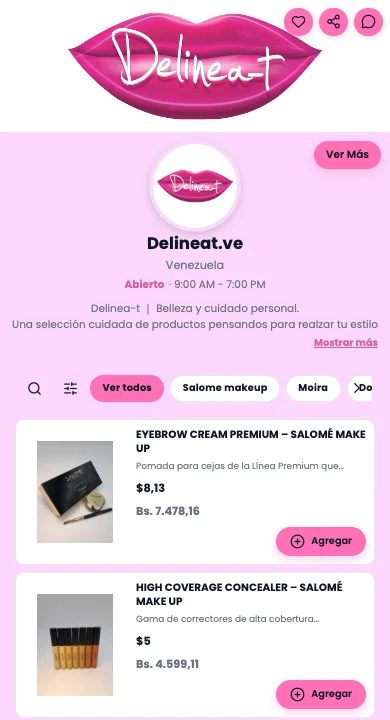 Delinea-t
Ver Más
Delinea-t
Delineat.ve
Venezuela
Abierto · 9:00 AM - 7:00 PM
Delinea-t | Belleza y cuidado personal.
Una selección cuidada de productos pensandos para realzar tu estilo
Mostrar más
Ver todos
Salome makeup
Moira
Do
EYEBROW CREAM PREMIUM – SALOMÉ MAKE
UP
Pomada para cejas de la Línea Premium que...
$8,13
Bs. 7.478,16
Agregar
HIGH COVERAGE CONCEALER – SALOMÉ
MAKE UP
Gama de correctores de alta cobertura...
$5
Bs. 4.599,11
Agregar